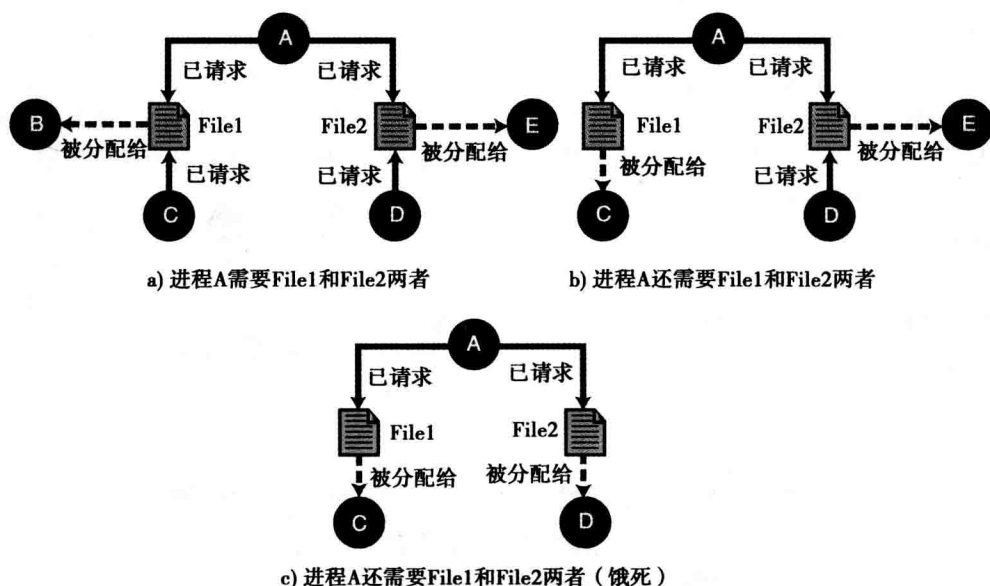 A
A
已请求
已请求
已请求
已请求
B
File1
File2
E
File1
File2
E
被分配给
被分配给
被分配给
被分配给
已请求
已请求
已请求
C
D
C
D
a) 进程A需要File1和File2两者
b) 进程A还需要File1和File2两者
A
已请求
已请求
File1
File2
被分配给
被分配给
C
D
c) 进程A还需要File1和File2两者（饿死）